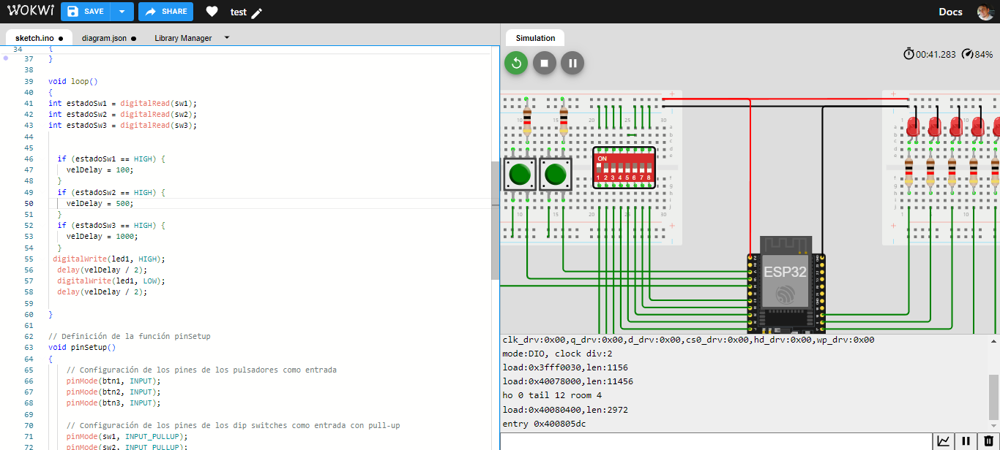 WOKWI SAVE SHARE test Docs
sketch.ino diagram.json Library Manager Simulation
00:41.283 84%
34 {
37 }
38
39 void loop()
40 {
41 int estadoSw1 = digitalRead(sw1);
42 int estadoSw2 = digitalRead(sw2);
43 int estadoSw3 = digitalRead(sw3);
44
45
46 if (estadoSw1 == HIGH) {
47 velDelay = 100;
48 }
49 if (estadoSw2 == HIGH) {
50 velDelay = 500;
51 }
52 if (estadoSw3 == HIGH) {
53 velDelay = 1000;
54 }
55 digitalWrite(led1, HIGH);
56 delay(velDelay / 2);
57 digitalWrite(led1, LOW);
58 delay(velDelay / 2);
59
60 }
61
62 // Definición de la función pinSetup
63 void pinSetup()
64 {
65 // Configuración de los pines de los pulsadores como entrada
66 pinMode(btn1, INPUT);
67 pinMode(btn2, INPUT);
68 pinMode(btn3, INPUT);
69
70 // Configuración de los pines de los dip switches como entrada con pull-up
71 pinMode(sw1, INPUT_PULLUP);
72 pinMode(sw2, INPUT_PULLUP);
10 15 20 25 30
ON
1 2 3 4 5 6 7 8
10 15 20 25 30
ESP32
clk_drv:0x00,q_drv:0x00,d_drv:0x00,cs0_drv:0x00,hd_drv:0x00,wp_drv:0x00
mode:DIO, clock div:2
load:0x3fff0030,len:1156
load:0x40078000,len:11456
ho 0 tail 12 room 4
load:0x40080400,len:2972
entry 0x400805dc